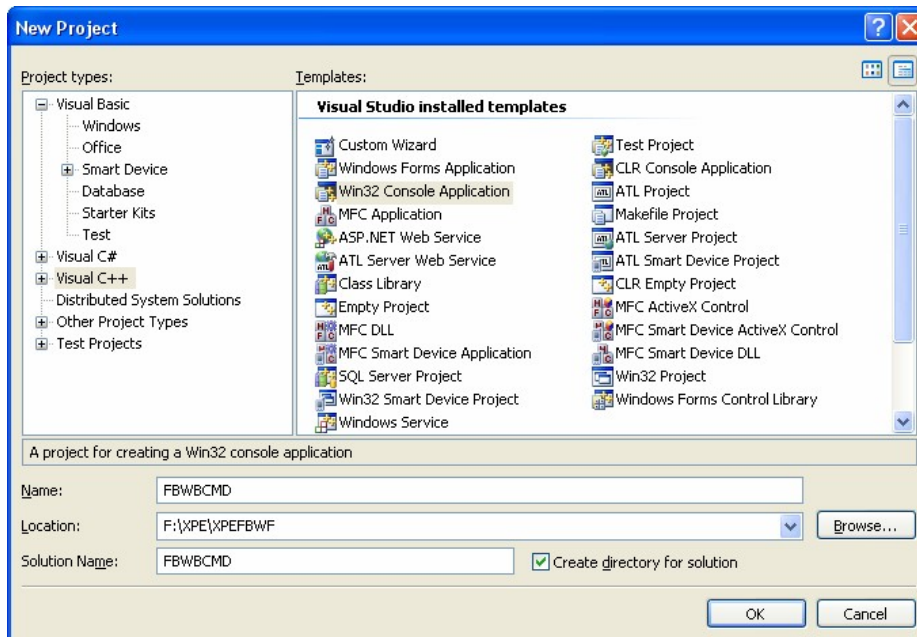 New Project
Project types:
Templates:
Visual Basic
Windows
Office
Smart Device
Database
Starter Kits
Test
Visual C#
Visual C++
Distributed System Solutions
Other Project Types
Test Projects
Visual Studio installed templates
Custom Wizard
Windows Forms Application
Win32 Console Application
MFC Application
ASP.NET Web Service
ATL Server Web Service
Class Library
Empty Project
MFC DLL
MFC Smart Device Application
SQL Server Project
Win32 Smart Device Project
Windows Service
Test Project
CLR Console Application
ATL Project
Makefile Project
ATL Server Project
ATL Smart Device Project
CLR Empty Project
MFC ActiveX Control
MFC Smart Device ActiveX Control
MFC Smart Device DLL
Win32 Project
Windows Forms Control Library
A project for creating a Win32 console application
Name: FBWBCMD
Location: F:\XPE\XPEFBWF Browse...
Solution Name: FBWBCMD Create directory for solution
OK Cancel